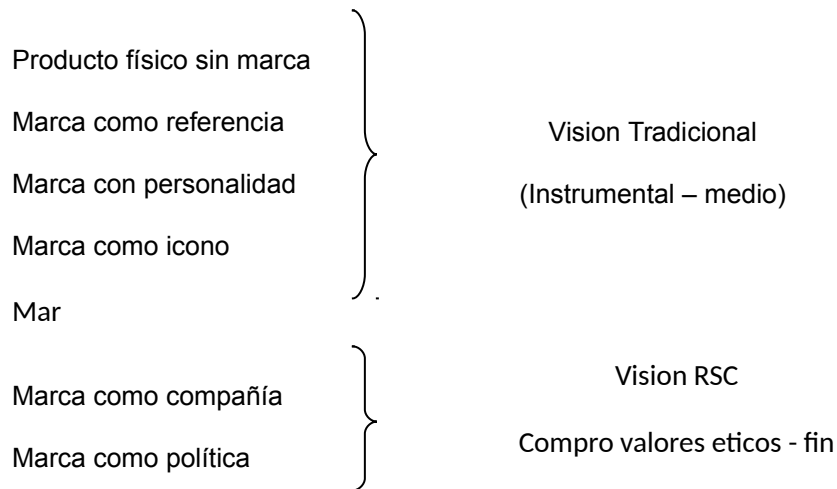 Producto físico sin marca
Marca como referencia
Marca con personalidad
Marca como icono
Mar
Vision Tradicional
(Instrumental – medio)
Marca como compañía
Marca como política
Vision RSC
Compro valores eticos - fin